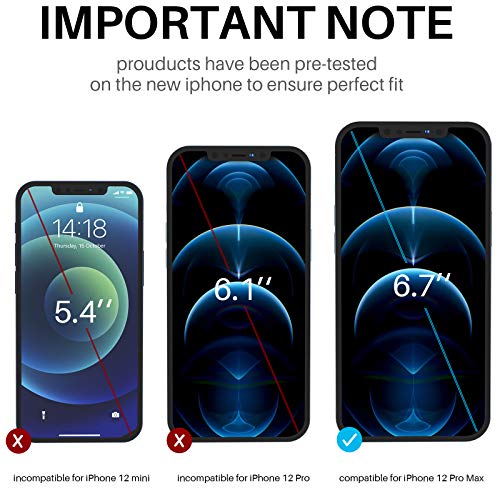 IMPORTANT NOTE
prouducts have been pre-tested
on the new iphone to ensure perfect fit
14:18
Thursday, 15 October
5.4’’
6.1’’
6.7’’
X
X
incompatible for iPhone 12 mini
incompatible for iPhone 12 Pro
compatible for iPhone 12 Pro Max